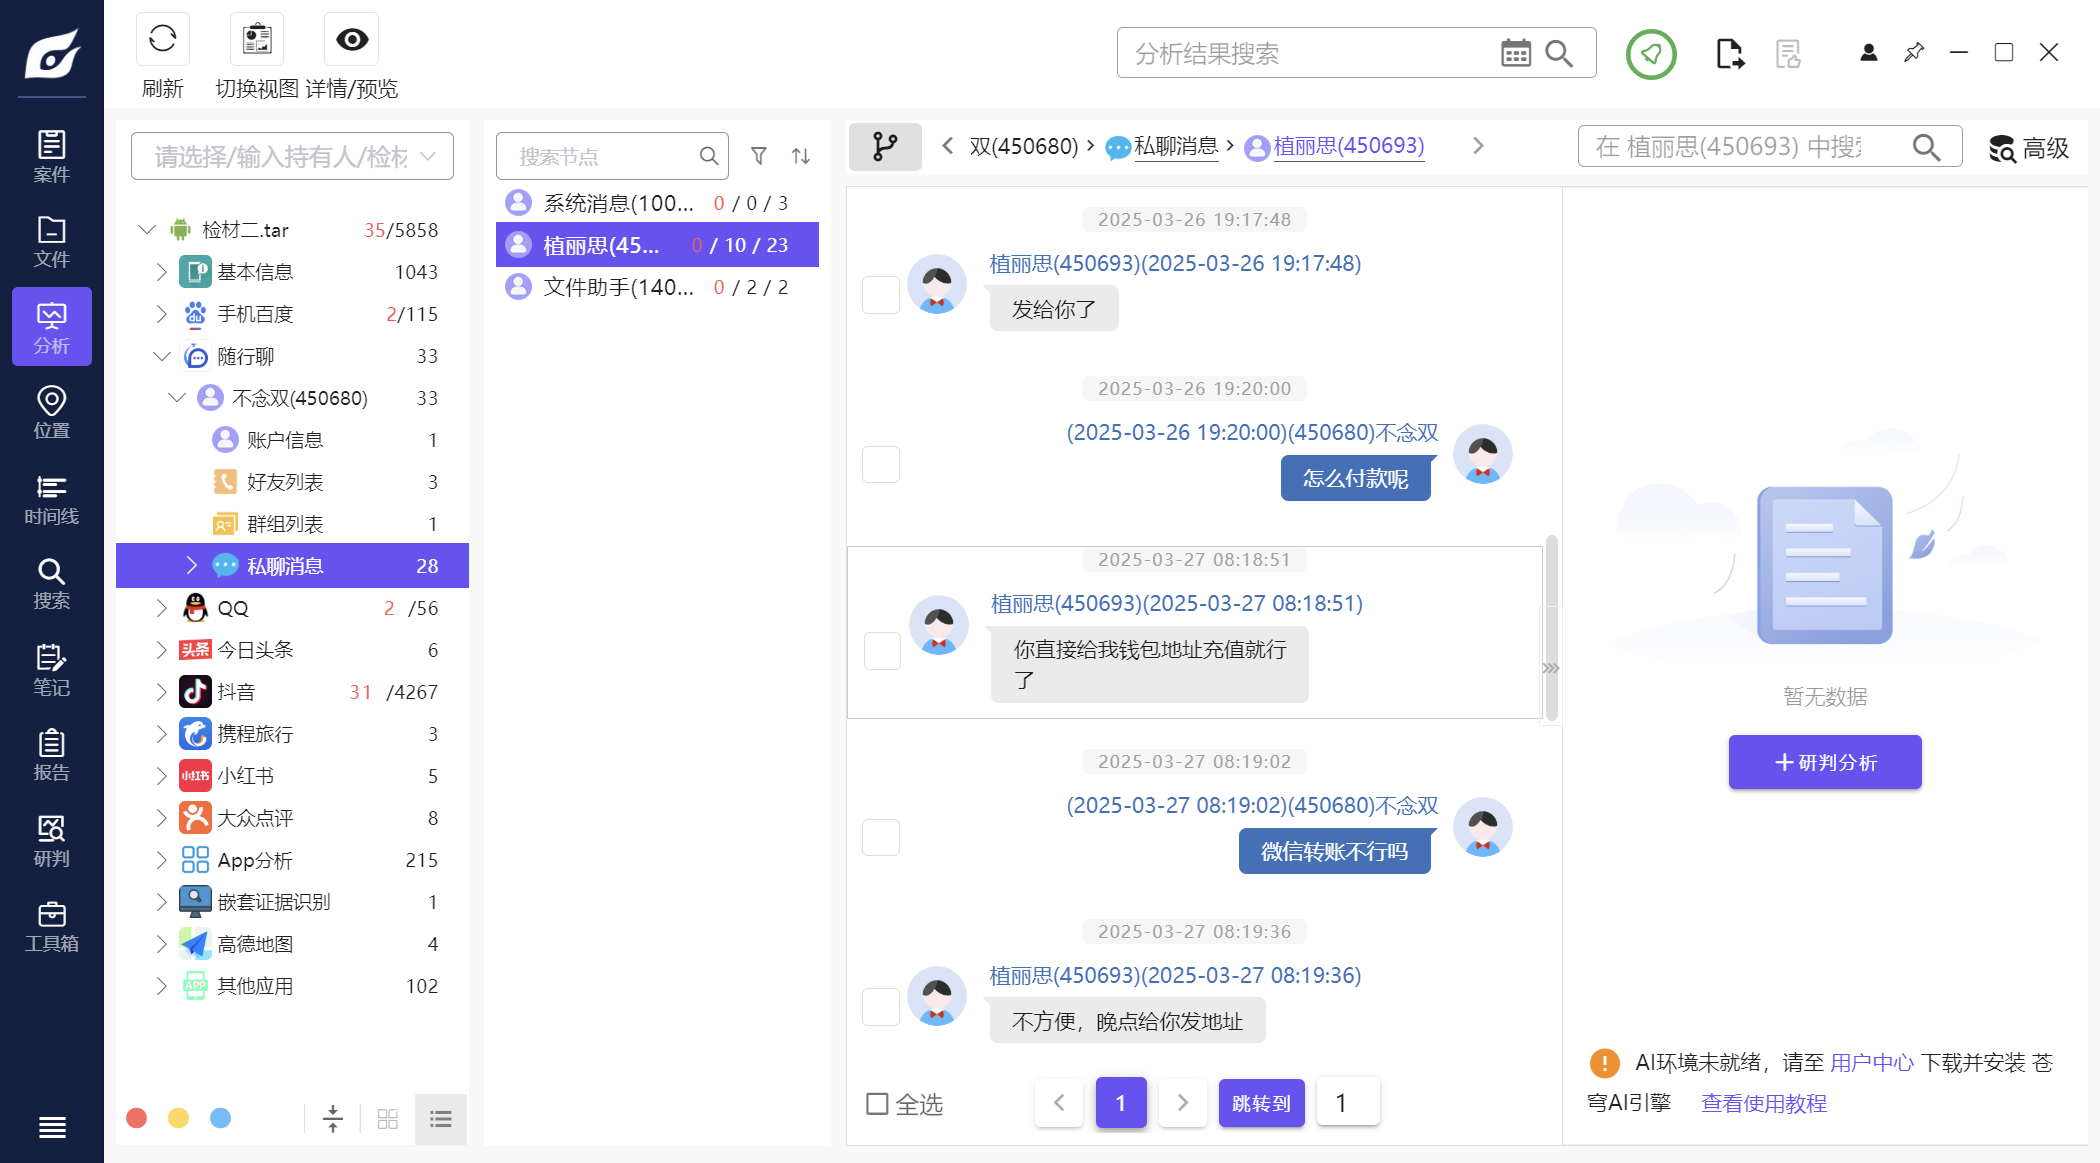 案件
文件
分析
位置
时间线
搜索
笔记
报告
研判
工具箱
刷新
切换视图
详情/预览
分析结果搜索
请选择/输入持有人/检材
检材二.tar 35/5858
基本信息 1043
手机百度 2/115
随行聊 33
不念双(450680) 33
账户信息 1
好友列表 3
群组列表 1
私聊消息 28
QQ 2 /56
今日头条 6
抖音 31 /4267
携程旅行 3
小红书 5
大众点评 8
App分析 215
嵌套证据识别 1
高德地图 4
其他应用 102
搜索节点
系统消息(100... 0 / 0 / 3
植丽思(45... 0 / 10 / 23
文件助手(140... 0 / 2 / 2
双(450680) 私聊消息 植丽思(450693)
在 植丽思(450693) 中搜索
高级
2025-03-26 19:17:48
植丽思(450693)(2025-03-26 19:17:48)
发给你了
2025-03-26 19:20:00
(2025-03-26 19:20:00)(450680)不念双
怎么付款呢
2025-03-27 08:18:51
植丽思(450693)(2025-03-27 08:18:51)
你直接给我钱包地址充值就行
了
2025-03-27 08:19:02
(2025-03-27 08:19:02)(450680)不念双
微信转账不行吗
2025-03-27 08:19:36
植丽思(450693)(2025-03-27 08:19:36)
不方便，晚点给你发地址
全选
1
跳转到
1
暂无数据
研判分析
AI环境未就绪，请至 用户中心 下载并安装 苍
穹AI引擎 查看使用教程